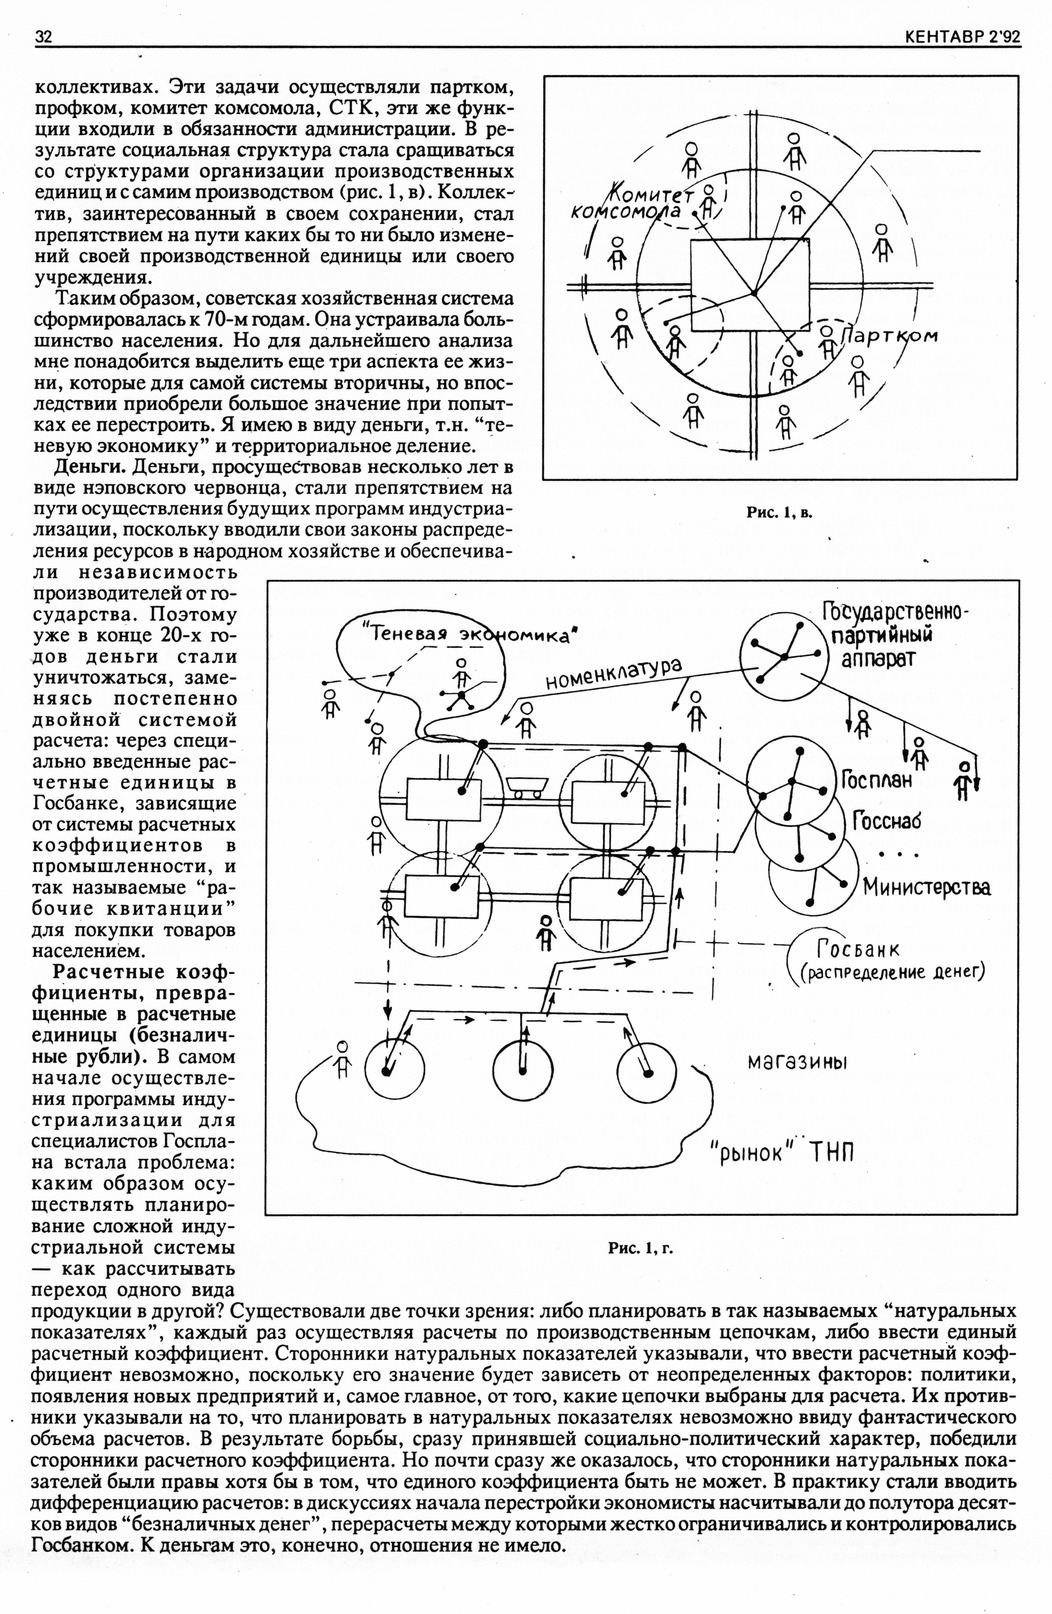 32
КЕНТАВР 2'92
коллективах. Эти задачи осуществляли партком,
профком, комитет комсомола, СТК, эти же функ-
ции входили в обязанности администрации. В ре-
зультате социальная структура стала сращиваться
со структурами организации производственных
единиц и с самим производством (рис. 1, в). Коллек-
тив, заинтересованный в своем сохранении, стал
препятствием на пути каких бы то ни было измене-
ний своей производственной единицы или своего
учреждения.
Таким образом, советская хозяйственная система
сформировалась к 70-м годам. Она устраивала боль-
шинство населения. Но для дальнейшего анализа
мне понадобится выделить еще три аспекта ее жиз-
ни, которые для самой системы вторичны, но впос-
ледствии приобрели большое значение при попыт-
ках ее перестроить. Я имею в виду деньги, т.н. “те-
невую экономику” и территориальное деление.
Деньги. Деньги, просуществовав несколько лет в
виде нэповского червонца, стали препятствием на
пути осуществления будущих программ индустриа-
лизации, поскольку вводили свои законы распреде-
ления ресурсов в народном хозяйстве и обеспечива-
ли независимость
производителей от го-
сударства. Поэтому
уже в конце 20-х го-
дов деньги стали
уничтожаться, заме-
няясь постепенно
двойной системой
расчета: через специ-
ально введенные рас-
четные единицы в
Госбанке, зависящие
от системы расчетных
коэффициентов в
промышленности, и
так называемые “ра-
бочие квитанции”
для покупки товаров
населением.
Расчетные коэф-
фициенты, превра-
щенные в расчетные
единицы (безналич-
ные рубли). В самом
начале осуществле-
ния программы инду-
стриализации для
специалистов Госпла-
на встала проблема:
каким образом осу-
ществлять планиро-
вание сложной инду-
стриальной системы
— как рассчитывать
переход одного вида
продукции в другой? Существовали две точки зрения: либо планировать в так называемых “натуральных
показателях”, каждый раз осуществляя расчеты по производственным цепочкам, либо ввести единый
расчетный коэффициент. Сторонники натуральных показателей указывали, что ввести расчетный коэф-
фициент невозможно, поскольку его значение будет зависеть от неопределенных факторов: политики,
появления новых предприятий и, самое главное, от того, какие цепочки выбраны для расчета. Их против-
ники указывали на то, что планировать в натуральных показателях невозможно ввиду фантастического
объема расчетов. В результате борьбы, сразу принявшей социально-политический характер, победили
сторонники расчетного коэффициента. Но почти сразу же оказалось, что сторонники натуральных пока-
зателей были правы хотя бы в том, что единого коэффициента быть не может. В практику стали вводить
дифференциацию расчетов: в дискуссиях начала перестройки экономисты насчитывали до полутора десят-
ков видов “безналичных денег”, перерасчеты между которыми жестко ограничивались и контролировались
Госбанком. К деньгам это, конечно, отношения не имело.
Комитет
комсомола
Партком
Рис. 1, в.
"Теневая экономика"
номенклатура
Государственно-
партийный
аппарат
Госплан
Госснаб
. . .
Министерства
Госбанк
(распределение денег)
магазины
"рынок" ТНП
Рис. 1, г.